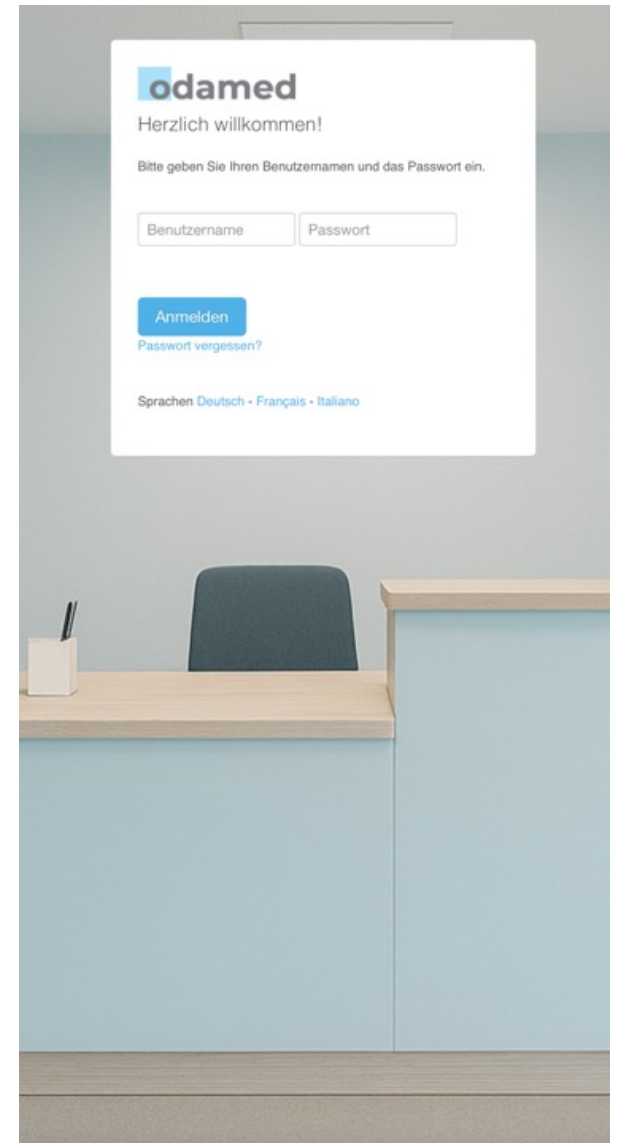 odamed
Herzlich willkommen!
Bitte geben Sie Ihren Benutzernamen und das Passwort ein.
Benutzername Passwort
Anmelden
Passwort vergessen?
Sprachen Deutsch - Français - Italiano